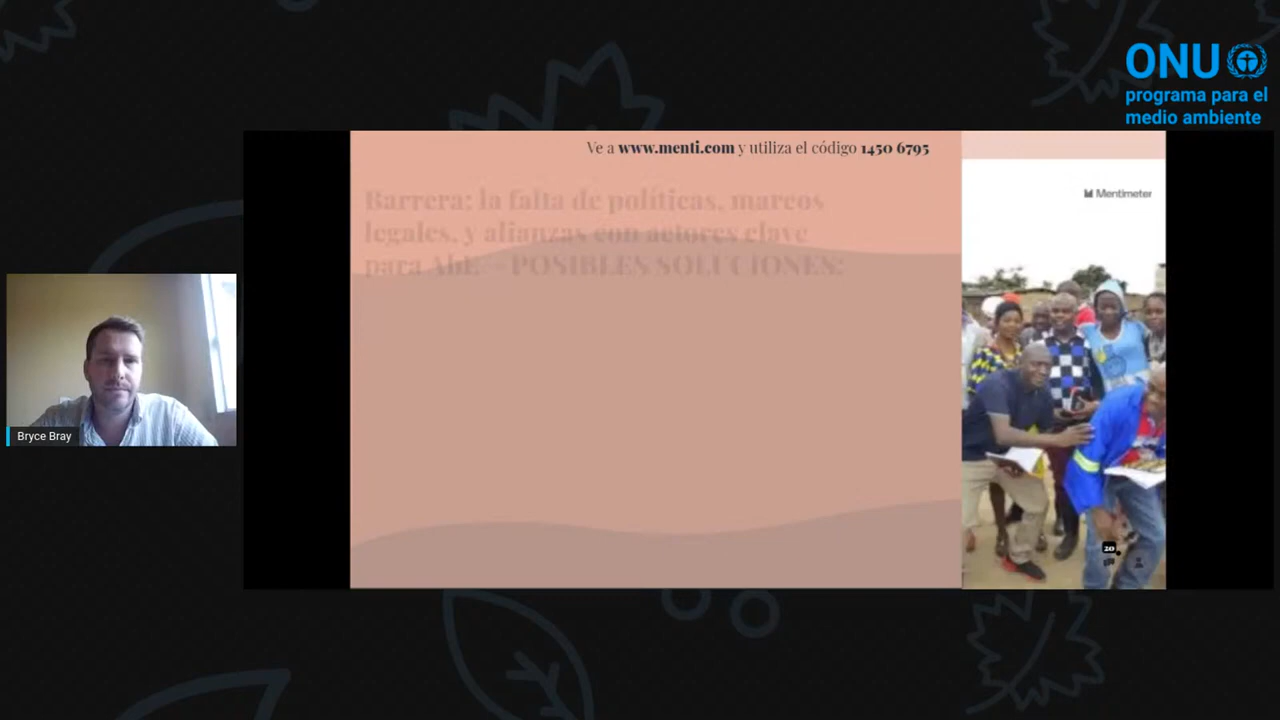 ONU
programa para el
medio ambiente
Ve a www.menti.com y utiliza el código 1450 6795
Barrera: la falta de políticas, marcos
legales, y alianzas con actores clave
para AbE – POSIBLES SOLUCIONES:
Mentimeter
Bryce Bray
20